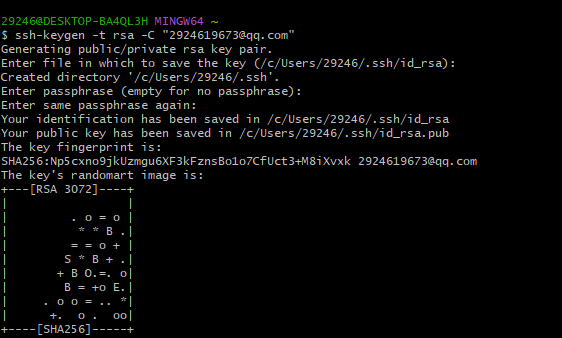 29246@DESKTOP-BA4QL3H MINGW64 ~
$ ssh-keygen -t rsa -C "2924619673@qq.com"
Generating public/private rsa key pair.
Enter file in which to save the key (/c/Users/29246/.ssh/id_rsa):
Created directory '/c/Users/29246/.ssh'.
Enter passphrase (empty for no passphrase):
Enter same passphrase again:
Your identification has been saved in /c/Users/29246/.ssh/id_rsa
Your public key has been saved in /c/Users/29246/.ssh/id_rsa.pub
The key fingerprint is:
SHA256:Np5cxno9jkUzmgu6XF3kFznsBo1o7CfUct3+M8iXvxk 2924619673@qq.com
The key's randomart image is:
+---[RSA 3072]----+
|                 |
|        . o = o  |
|         * * B . |
|        = = o +  |
|       S * B + . |
|      + B O.=. o |
|       B = +o E. |
|    . o o = .. * |
|     +.  o .  oo |
+----[SHA256]-----+